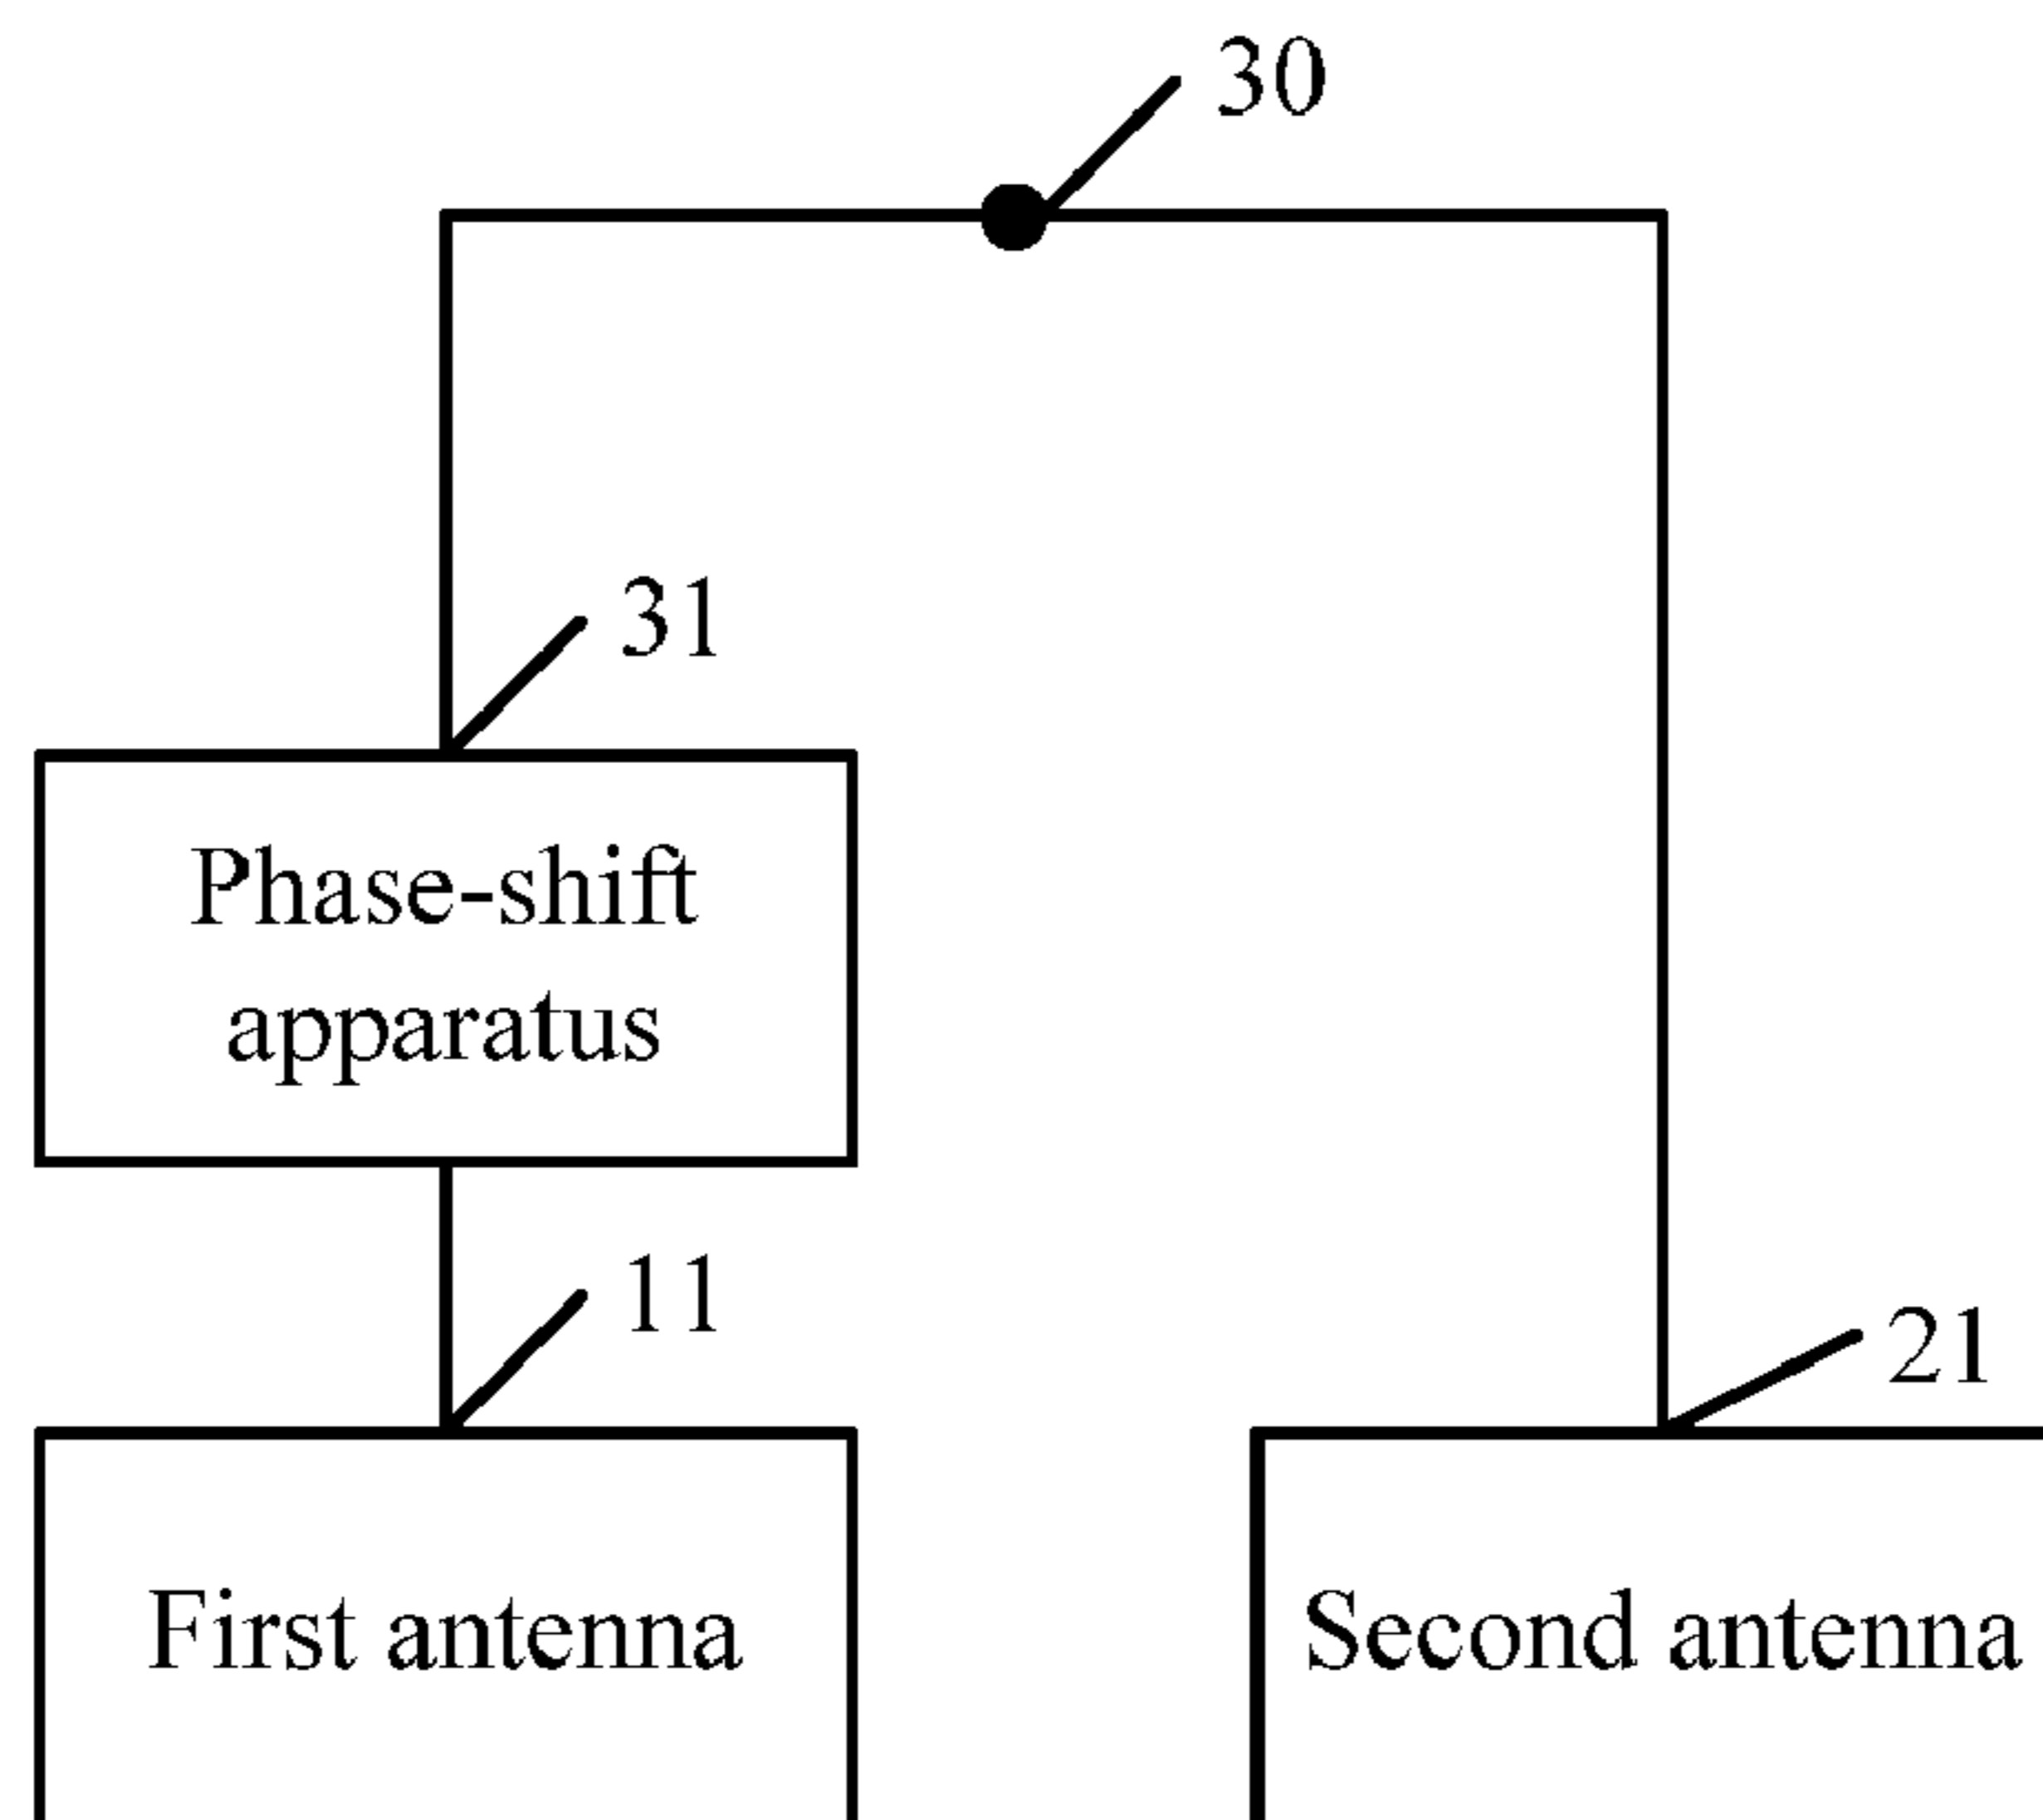 30
31
Phase-shift
apparatus
11
21
First antenna
Second antenna